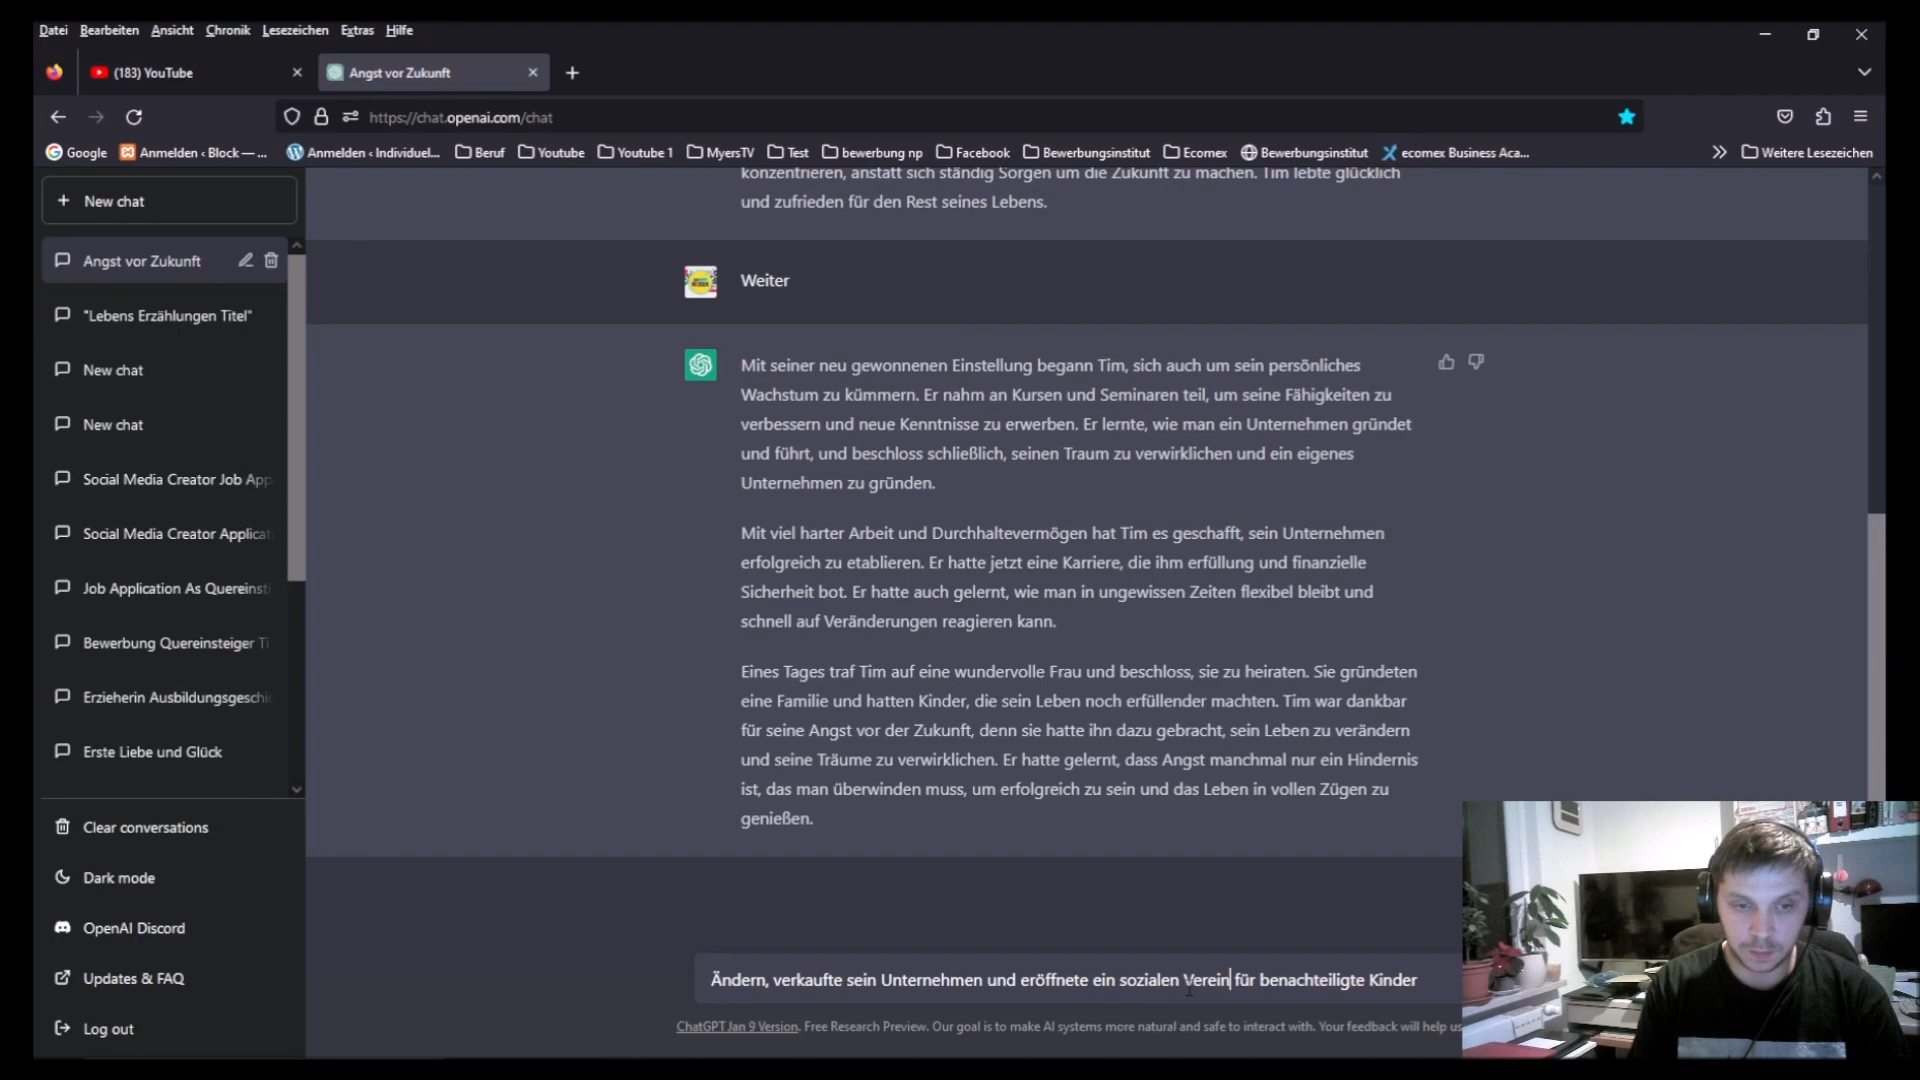 Datei Bearbeiten Ansicht Chronik Lesezeichen Extras Hilfe
(183) YouTube
Angst vor Zukunft
https://chat.openai.com/chat
Google
Anmelden ‹ Block — ...
Anmelden ‹ Individuel...
Beruf
Youtube
Youtube 1
MyersTV
Test
bewerbung np
Facebook
Bewerbungsinstitut
Ecomex
Bewerbungsinstitut
ecomex Business Aca...
Weitere Lesezeichen
New chat
Angst vor Zukunft
"Lebens Erzählungen Titel"
New chat
New chat
Social Media Creator Job App
Social Media Creator Applicat
Job Application As Quereinsti
Bewerbung Quereinsteiger Ti
Erzieherin Ausbildungsgeschi
Erste Liebe und Glück
Clear conversations
Dark mode
OpenAI Discord
Updates & FAQ
Log out
konzentrieren, anstatt sich ständig Sorgen um die Zukunft zu machen. Tim lebte glücklich
und zufrieden für den Rest seines Lebens.
Weiter
Mit seiner neu gewonnenen Einstellung begann Tim, sich auch um sein persönliches
Wachstum zu kümmern. Er nahm an Kursen und Seminaren teil, um seine Fähigkeiten zu
verbessern und neue Kenntnisse zu erwerben. Er lernte, wie man ein Unternehmen gründet
und führt, und beschloss schließlich, seinen Traum zu verwirklichen und ein eigenes
Unternehmen zu gründen.
Mit viel harter Arbeit und Durchhaltevermögen hat Tim es geschafft, sein Unternehmen
erfolgreich zu etablieren. Er hatte jetzt eine Karriere, die ihm erfüllung und finanzielle
Sicherheit bot. Er hatte auch gelernt, wie man in ungewissen Zeiten flexibel bleibt und
schnell auf Veränderungen reagieren kann.
Eines Tages traf Tim auf eine wundervolle Frau und beschloss, sie zu heiraten. Sie gründeten
eine Familie und hatten Kinder, die sein Leben noch erfüllender machten. Tim war dankbar
für seine Angst vor der Zukunft, denn sie hatte ihn dazu gebracht, sein Leben zu verändern
und seine Träume zu verwirklichen. Er hatte gelernt, dass Angst manchmal nur ein Hindernis
ist, das man überwinden muss, um erfolgreich zu sein und das Leben in vollen Zügen zu
genießen.
Ändern, verkaufte sein Unternehmen und eröffnete ein sozialen Verein für benachteiligte Kinder
ChatGPT Jan 9 Version. Free Research Preview. Our goal is to make AI systems more natural and safe to interact with. Your feedback will help us